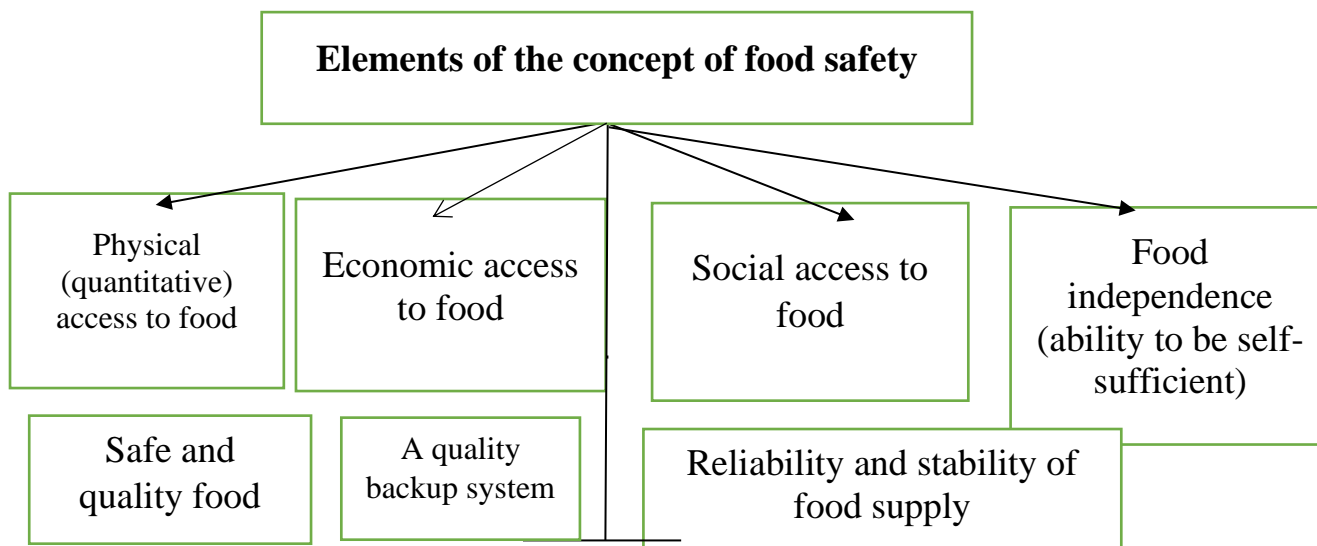 Elements of the concept of food safety
Physical
(quantitative)
access to food
Economic access
to food
Social access to
food
Food
independence
(ability to be self-
sufficient)
Safe and
quality food
A quality
backup system
Reliability and stability of
food supply